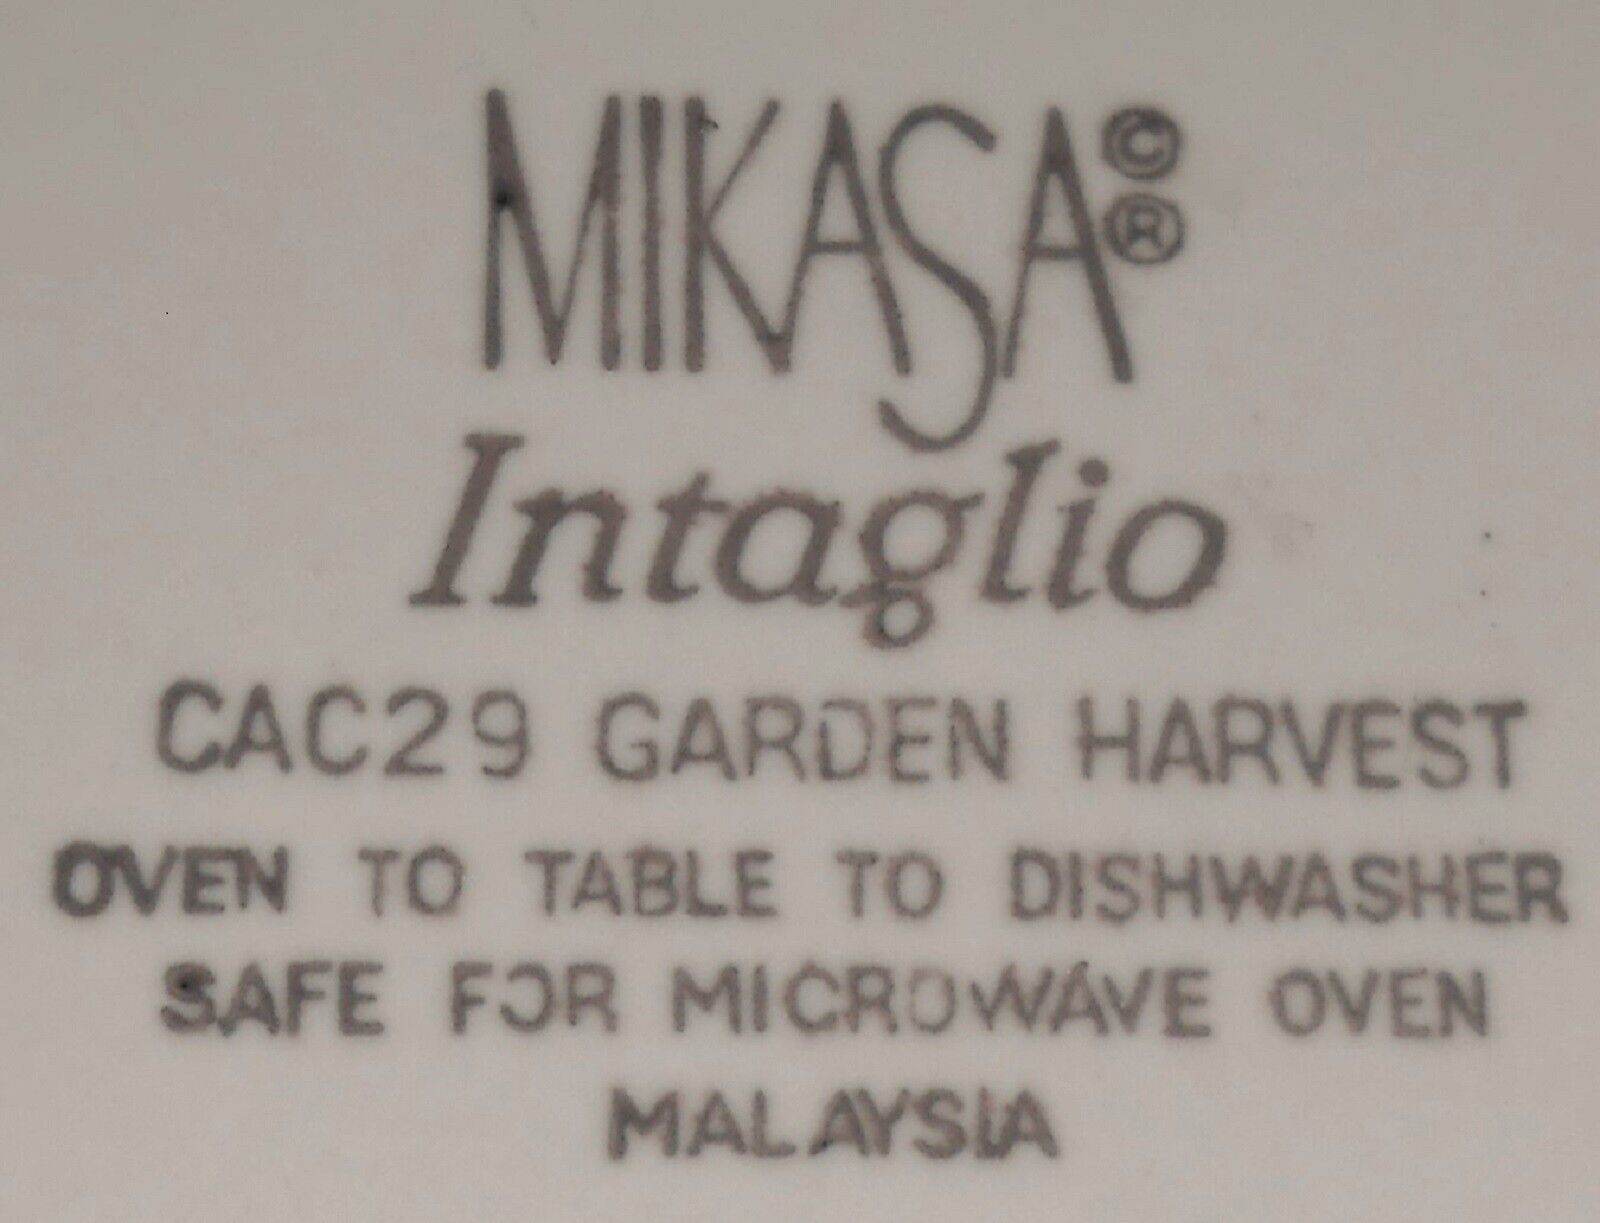 MIKASA©®
Intaglio
CAC29 GARDEN HARVEST
OVEN TO TABLE TO DISHWASHER
SAFE FOR MICROWAVE OVEN
MALAYSIA